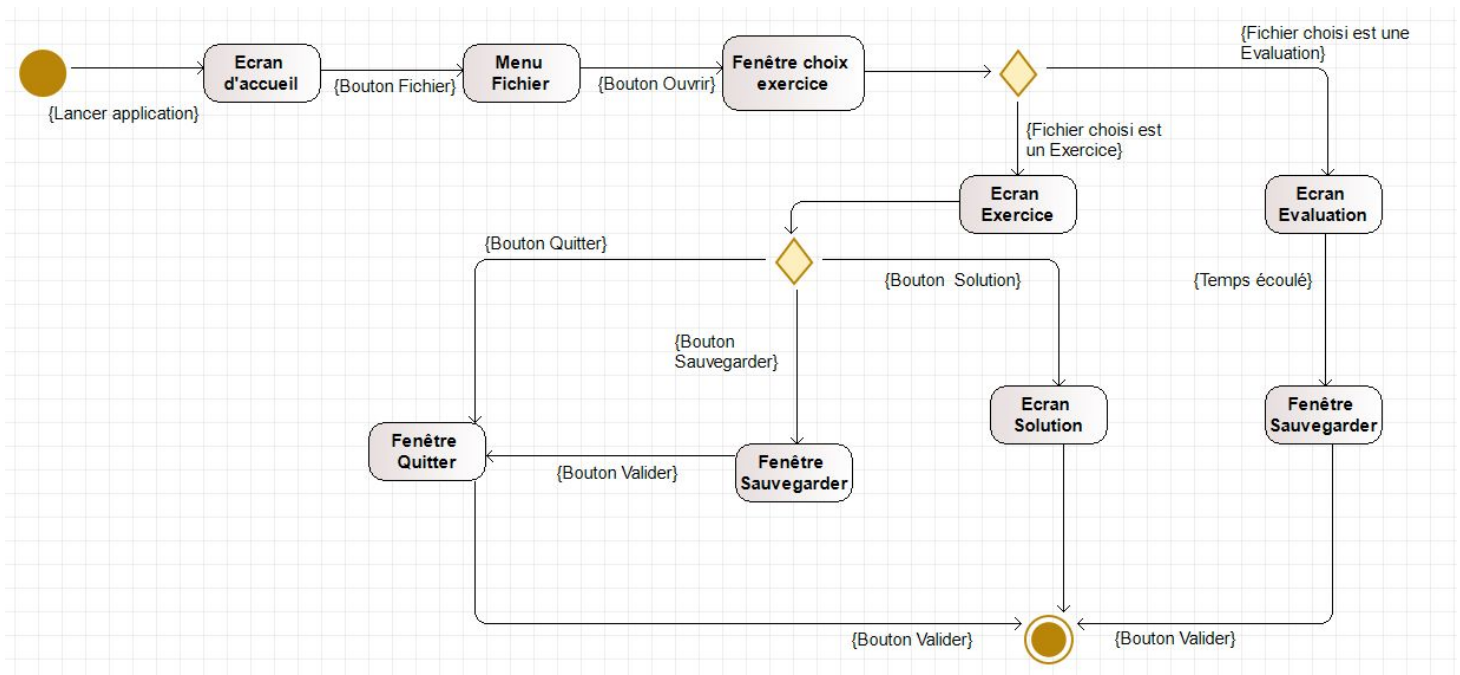 {Lancer application}
Ecran
d'accueil
{Bouton Fichier}
Menu
Fichier
{Bouton Ouvrir}
Fenêtre choix
exercice
{Fichier choisi est une
Evaluation}
{Fichier choisi est
un Exercice}
Ecran
Exercice
Ecran
Evaluation
{Bouton Quitter}
{Bouton  Solution}
{Temps écoulé}
{Bouton
Sauvegarder}
Ecran
Solution
Fenêtre
Sauvegarder
Fenêtre
Quitter
{Bouton Valider}
Fenêtre
Sauvegarder
{Bouton Valider}
{Bouton Valider}